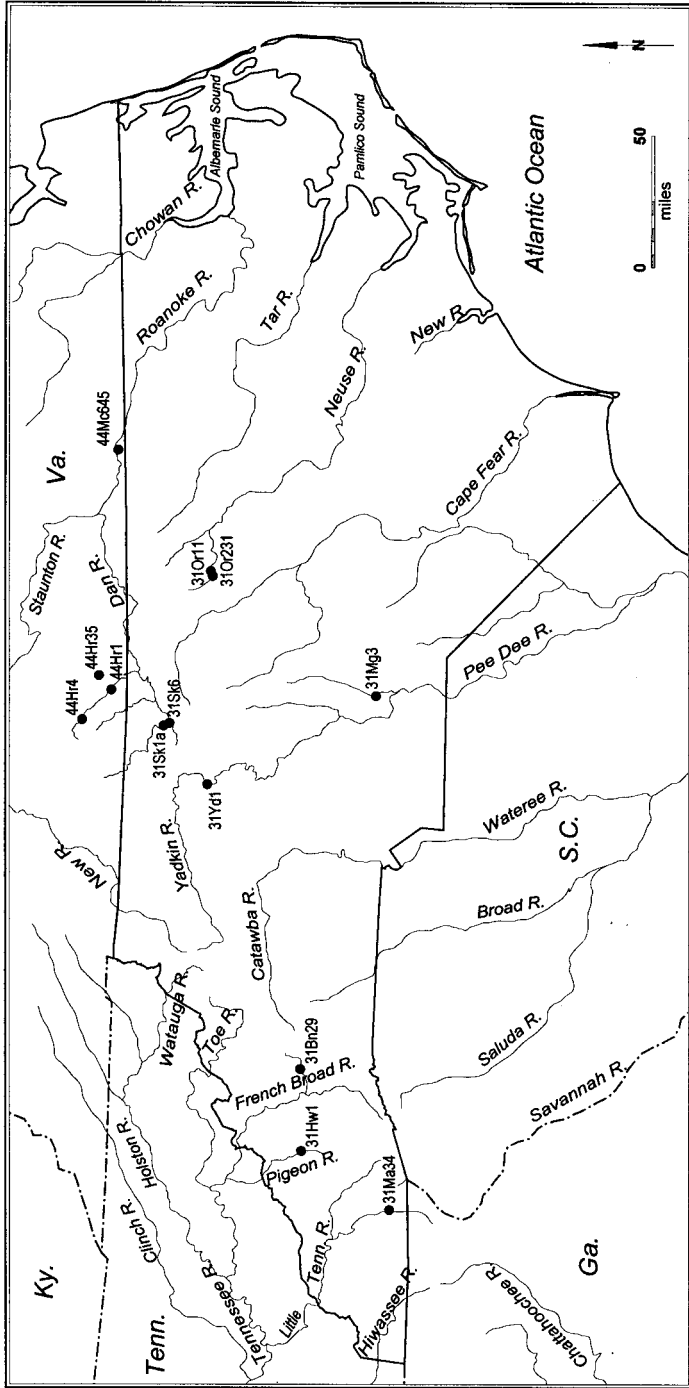 Ky.
Tenn.
Va.
Ga.
S.C.
Clinch R.
Holston R.
Tennessee R.
Little Tenn. R.
Hiwassee R.
Chattahoochee R
Pigeon R.
31Hw1
31Ma34
French Broad R.
31Bn29
Watauga R.
Toe R.
New R.
Catawba R.
Yadkin R.
31Yd1
Saluda R.
Savannah R.
Broad R.
Wateree R.
44Hr4
44Hr35
44Hr1
31Sk1a
31Sk6
Staunton R.
Dan R.
44Mc645
31Or11
31Or231
31Mg3
Pee Dee R.
Cape Fear R.
Roanoke R.
Chowan R.
Tar R.
Neuse R.
New R.
Albemarle Sound
Pamlico Sound
Atlantic Ocean
0 50
miles
N